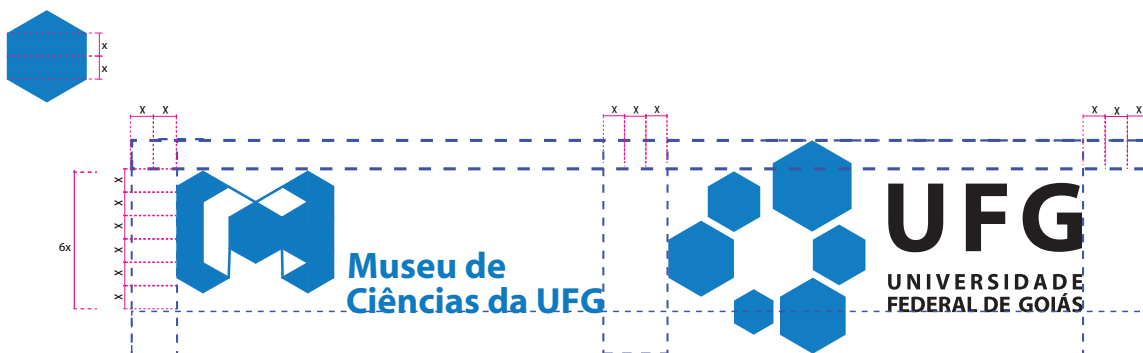 x
x
x x
x x x
x x x
6x
x
x
x
x
x
x
Museu de
Ciências da UFG
UFG
UNIVERSIDADE
FEDERAL DE GOIÁS